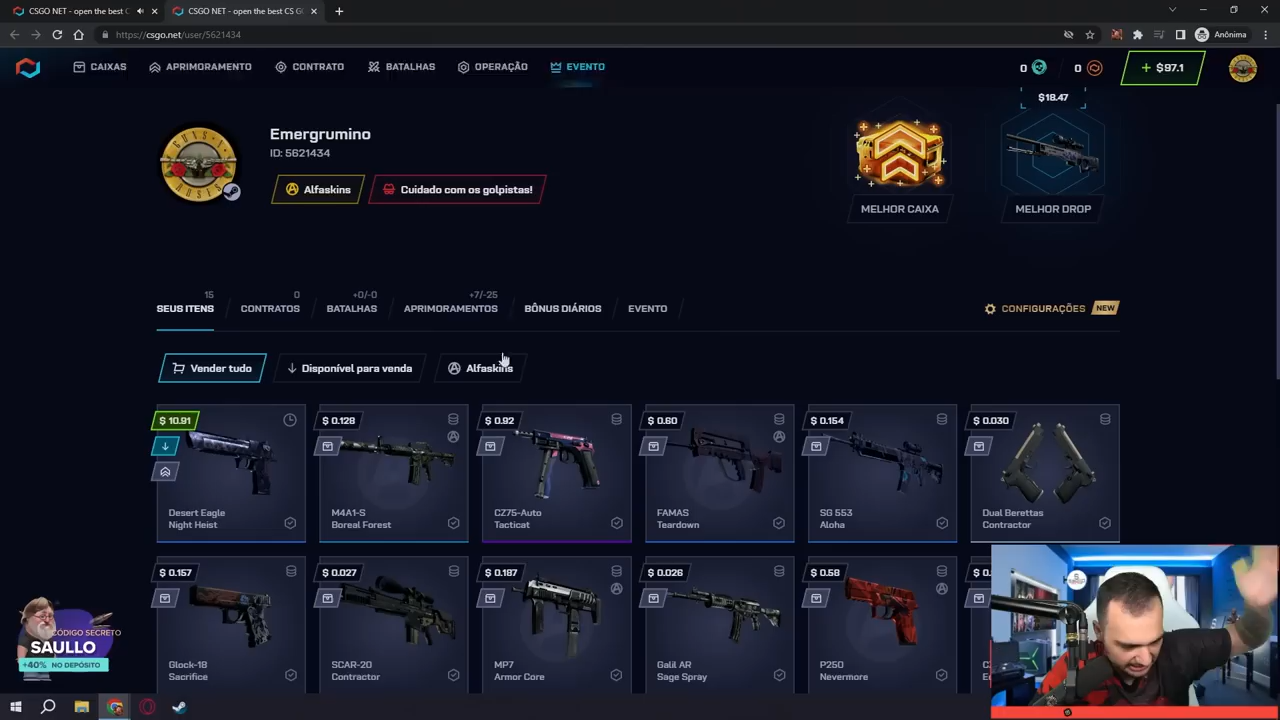 CSGO NET - open the best C
CSGO NET - open the best CS G
https://csgo.net/user/5621434
Anônima
CAIXAS
APRIMORAMENTO
CONTRATO
BATALHAS
OPERAÇÃO
EVENTO
0
0
+ $97.1
Emergrumino
ID: 5621434
Alfaskins
Cuidado com os golpistas!
$18.47
MELHOR CAIXA
MELHOR DROP
15
SEUS ITENS
0
CONTRATOS
+0/-0
BATALHAS
+7/-25
APRIMORAMENTOS
BÔNUS DIÁRIOS
EVENTO
CONFIGURAÇÕES
NEW
Vender tudo
Disponível para venda
Alfaskins
$ 10.91
Desert Eagle
Night Heist
$ 0.128
M4A1-S
Boreal Forest
$ 0.92
CZ75-Auto
Tacticat
$ 0.60
FAMAS
Teardown
$ 0.154
SG 553
Aloha
$ 0.030
Dual Berettas
Contractor
$ 0.157
Glock-18
Sacrifice
$ 0.027
SCAR-20
Contractor
$ 0.187
MP7
Armor Core
$ 0.026
Galil AR
Sage Spray
$ 0.58
P250
Nevermore
CÓDIGO SECRETO
SAULLO
+40% NO DEPÓSITO